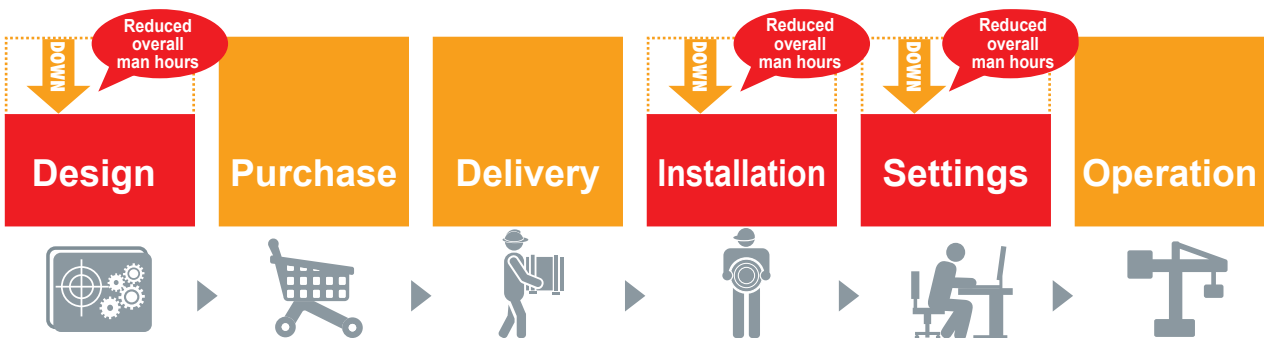 Reduced
overall
man hours
DOWN
Design
Purchase
Delivery
Reduced
overall
man hours
DOWN
Installation
Reduced
overall
man hours
DOWN
Settings
Operation